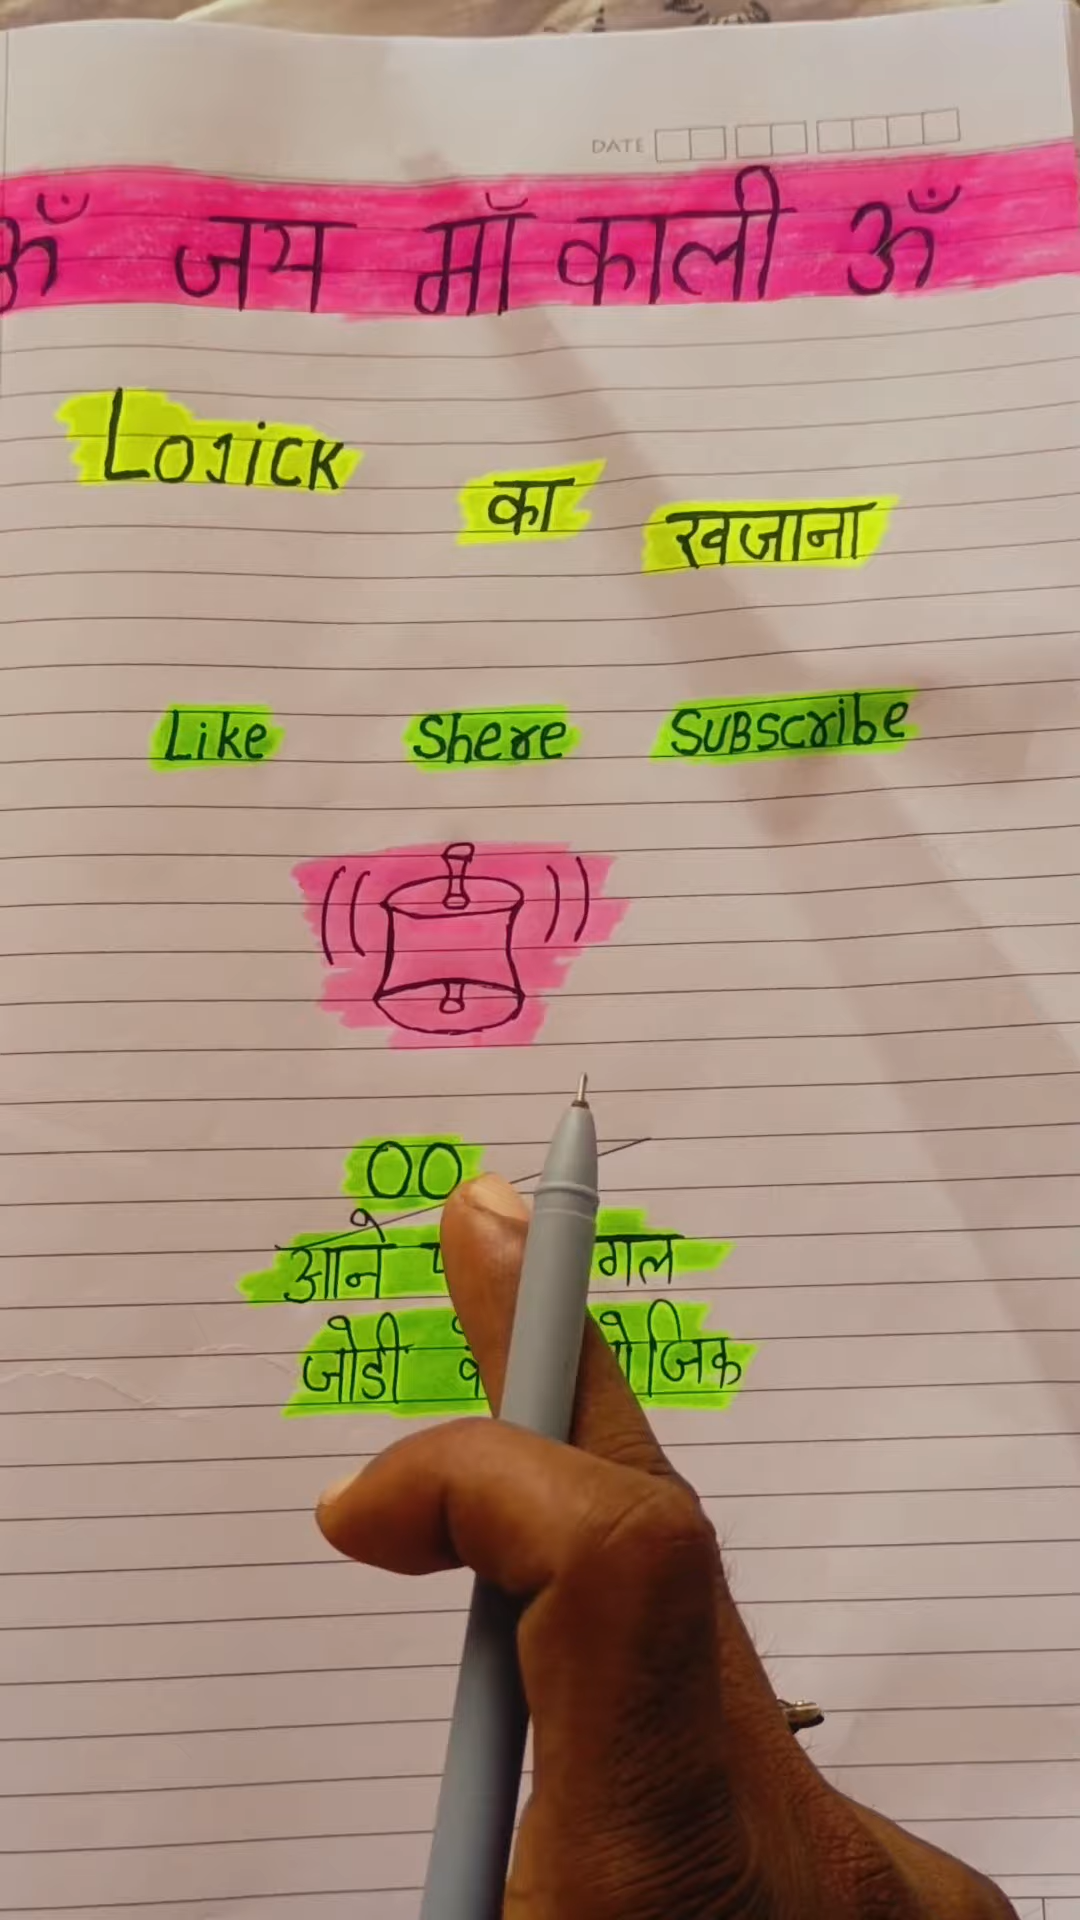 DATE
ॐ जय माँ काली ॐ
Lojick का खजाना
Like Shere Subscribe
00
आने गल
जोडी